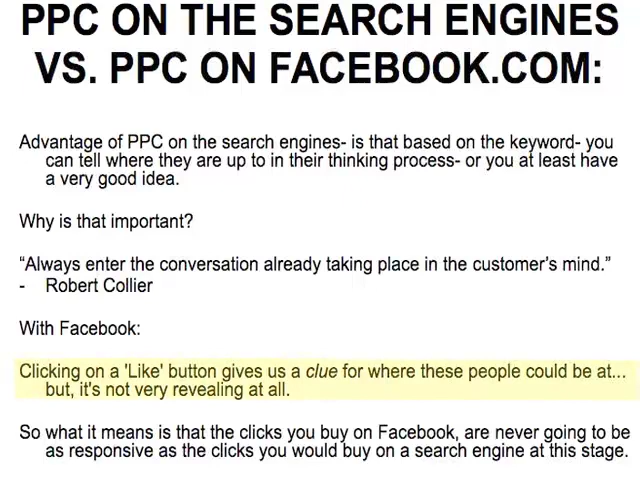 PPC ON THE SEARCH ENGINES
VS. PPC ON FACEBOOK.COM:
Advantage of PPC on the search engines- is that based on the keyword- you
can tell where they are up to in their thinking process- or you at least have
a very good idea.
Why is that important?
“Always enter the conversation already taking place in the customer’s mind.”
- Robert Collier
With Facebook:
Clicking on a 'Like' button gives us a clue for where these people could be at...
but, it's not very revealing at all.
So what it means is that the clicks you buy on Facebook, are never going to be
as responsive as the clicks you would buy on a search engine at this stage.